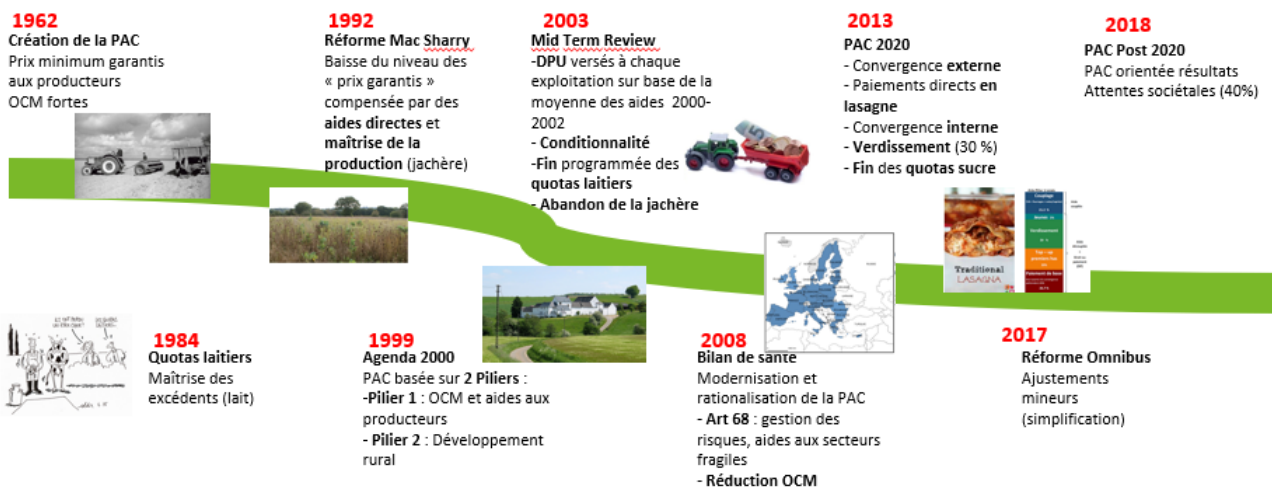 1962
Création de la PAC
Prix minimum garantis
aux producteurs
OCM fortes
1984
Quotas laitiers
Maîtrise des
excédents (lait)
1992
Réforme Mac Sharry
Baisse du niveau des
« prix garantis »
compensée par des
aides directes et
maîtrise de la
production (jachère)
1999
Agenda 2000
PAC basée sur 2 Piliers :
-Pilier 1 : OCM et aides aux
producteurs
- Pilier 2 : Développement
rural
2003
Mid Term Review
-DPU versés à chaque
exploitation sur base de la
moyenne des aides 2000-
2002
- Conditionnalité
-Fin programmée des
quotas laitiers
- Abandon de la jachère
2008
Bilan de santé
Modernisation et
rationalisation de la PAC
- Art 68 : gestion des
risques, aides aux secteurs
fragiles
- Réduction OCM
2013
PAC 2020
- Convergence externe
- Paiements directs en
lasagne
- Convergence interne
- Verdissement (30 %)
- Fin des quotas sucre
Traditional
LASAGNA
Verdissement
Paiement de base
2017
Réforme Omnibus
Ajustements
mineurs
(simplification)
2018
PAC Post 2020
PAC orientée résultats
Attentes sociétales (40%)